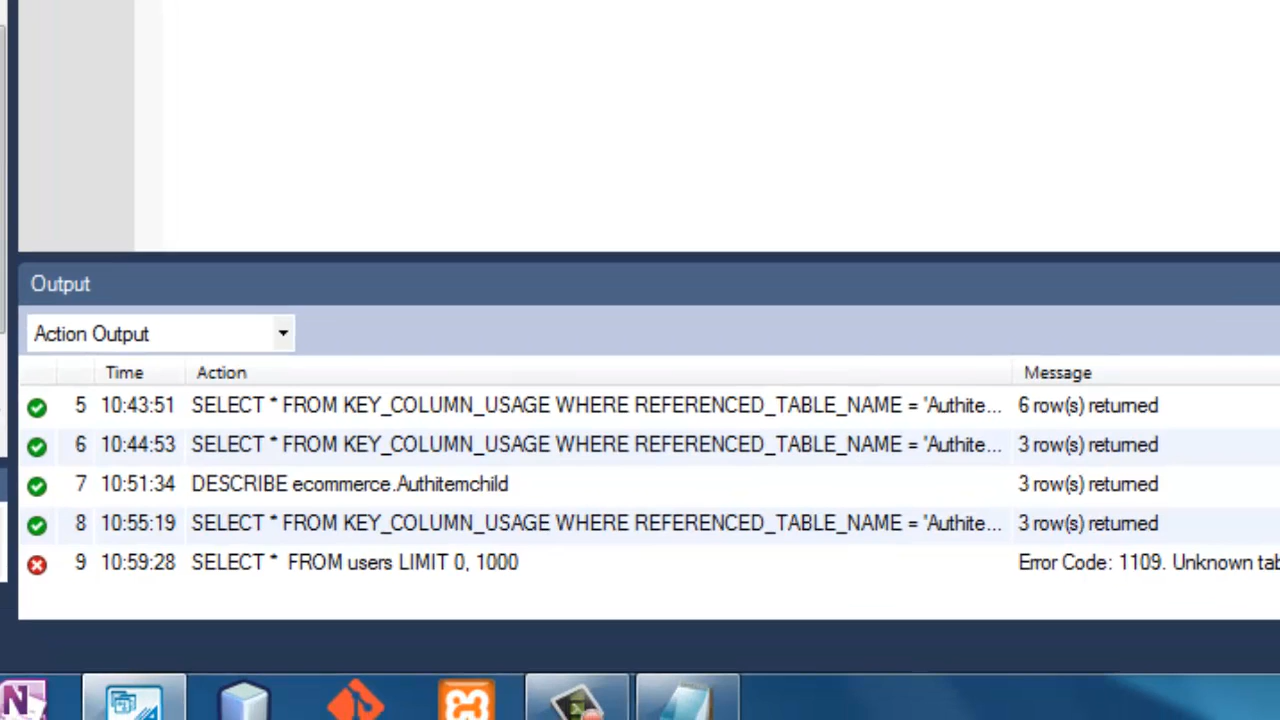 Output
Action Output
Time Action Message
5 10:43:51 SELECT * FROM KEY_COLUMN_USAGE WHERE REFERENCED_TABLE_NAME = 'Authite... 6 row(s) returned
6 10:44:53 SELECT * FROM KEY_COLUMN_USAGE WHERE REFERENCED_TABLE_NAME = 'Authite... 3 row(s) returned
7 10:51:34 DESCRIBE ecommerce.Authitemchild 3 row(s) returned
8 10:55:19 SELECT * FROM KEY_COLUMN_USAGE WHERE REFERENCED_TABLE_NAME = 'Authite... 3 row(s) returned
9 10:59:28 SELECT * FROM users LIMIT 0, 1000 Error Code: 1109. Unknown tab
N